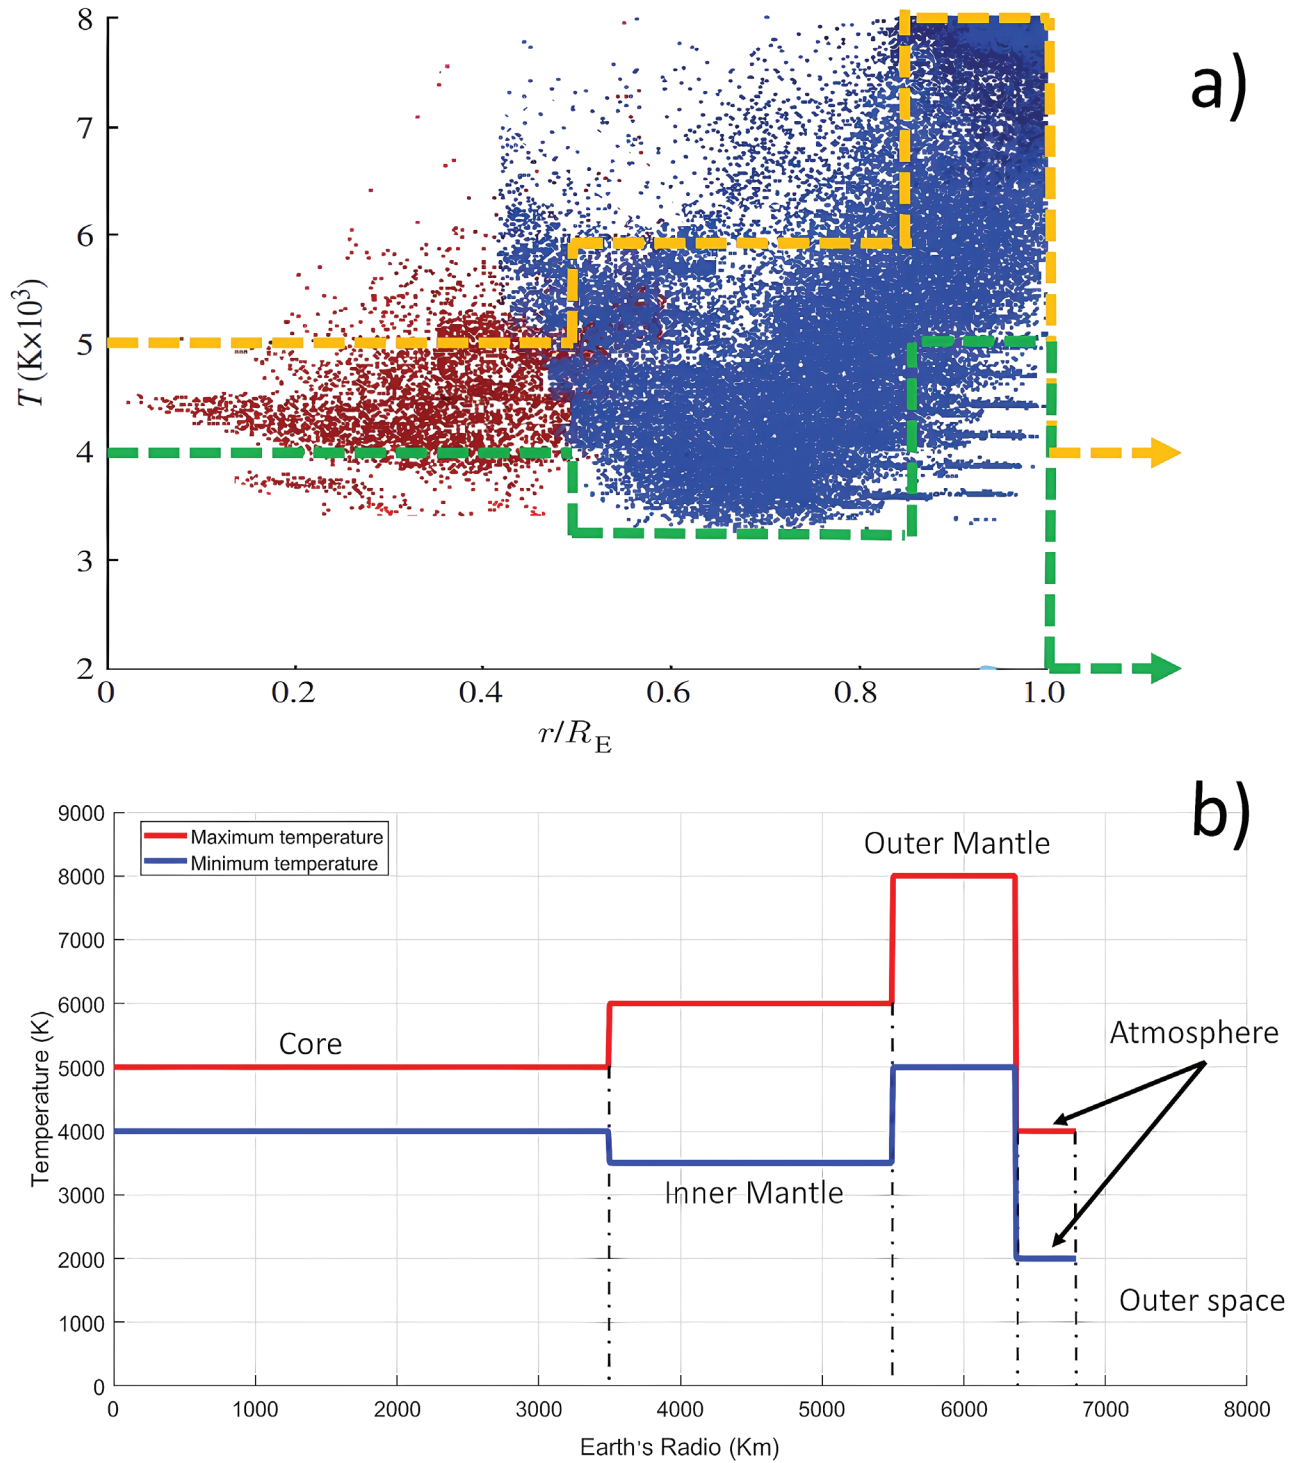 a)
8
7
6
5
4
3
2
T (K×10³)
0 0.2 0.4 0.6 0.8 1.0
r/R_E
b)
9000
8000
7000
6000
5000
4000
3000
2000
1000
0
Temperature (K)
Maximum temperature
Minimum temperature
Outer Mantle
Core
Atmosphere
Inner Mantle
Outer space
0 1000 2000 3000 4000 5000 6000 7000 8000
Earth's Radio (Km)